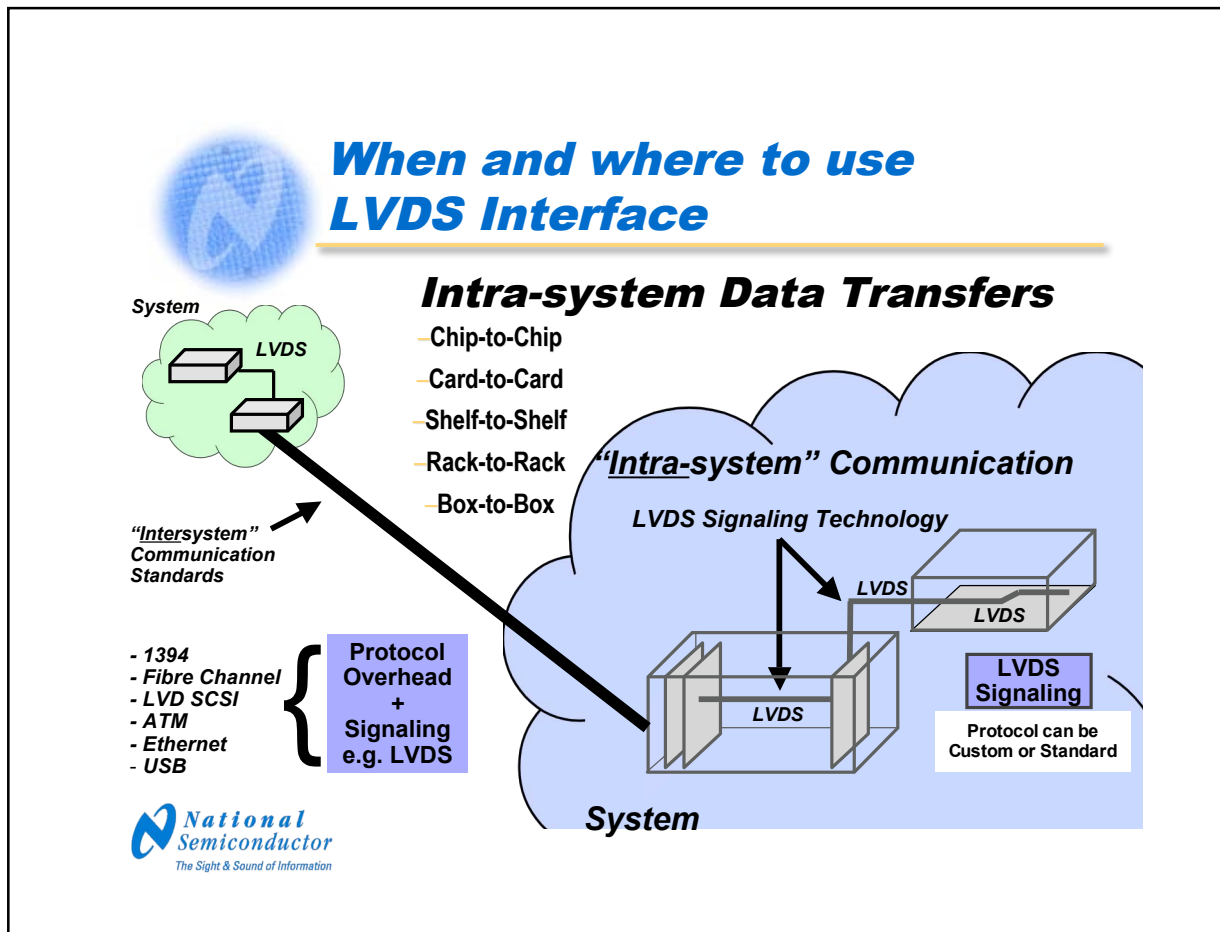 When and where to use
LVDS Interface
Intra-system Data Transfers
–Chip-to-Chip
–Card-to-Card
–Shelf-to-Shelf
–Rack-to-Rack
–Box-to-Box
System
LVDS
"Intersystem"
Communication
Standards
- 1394
- Fibre Channel
- LVD SCSI
- ATM
- Ethernet
- USB
{
Protocol
Overhead
+
Signaling
e.g. LVDS
"Intra-system" Communication
LVDS Signaling Technology
LVDS
LVDS
LVDS
LVDS
Signaling
Protocol can be
Custom or Standard
System
National
Semiconductor
The Sight & Sound of Information